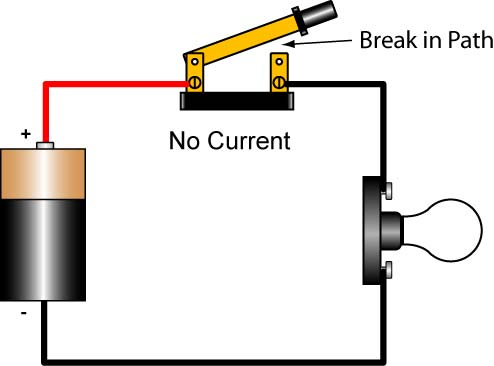 Break in Path
No Current
+
-